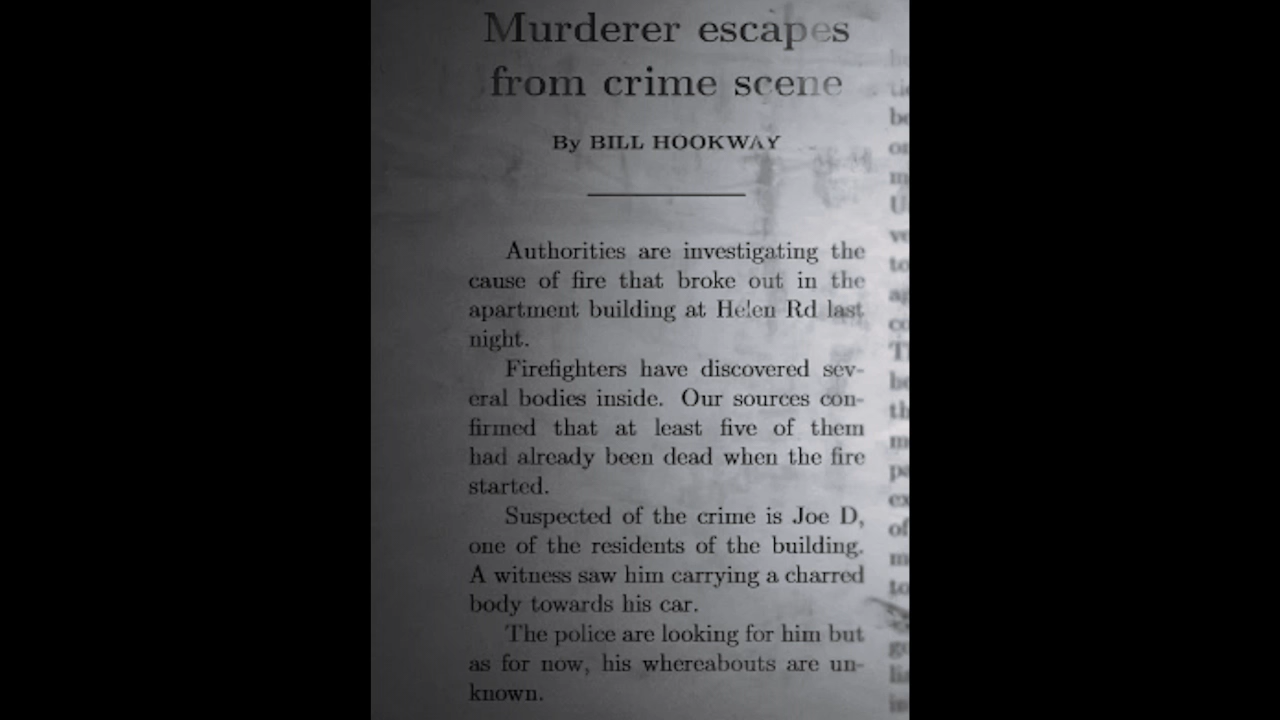 Murderer escapes
from crime scene
By BILL HOOKWAY
Authorities are investigating the
cause of fire that broke out in the
apartment building at Helen Rd last
night.
Firefighters have discovered sev-
eral bodies inside. Our sources con-
firmed that at least five of them
had already been dead when the fire
started.
Suspected of the crime is Joe D,
one of the residents of the building.
A witness saw him carrying a charred
body towards his car.
The police are looking for him but
as for now, his whereabouts are un-
known.